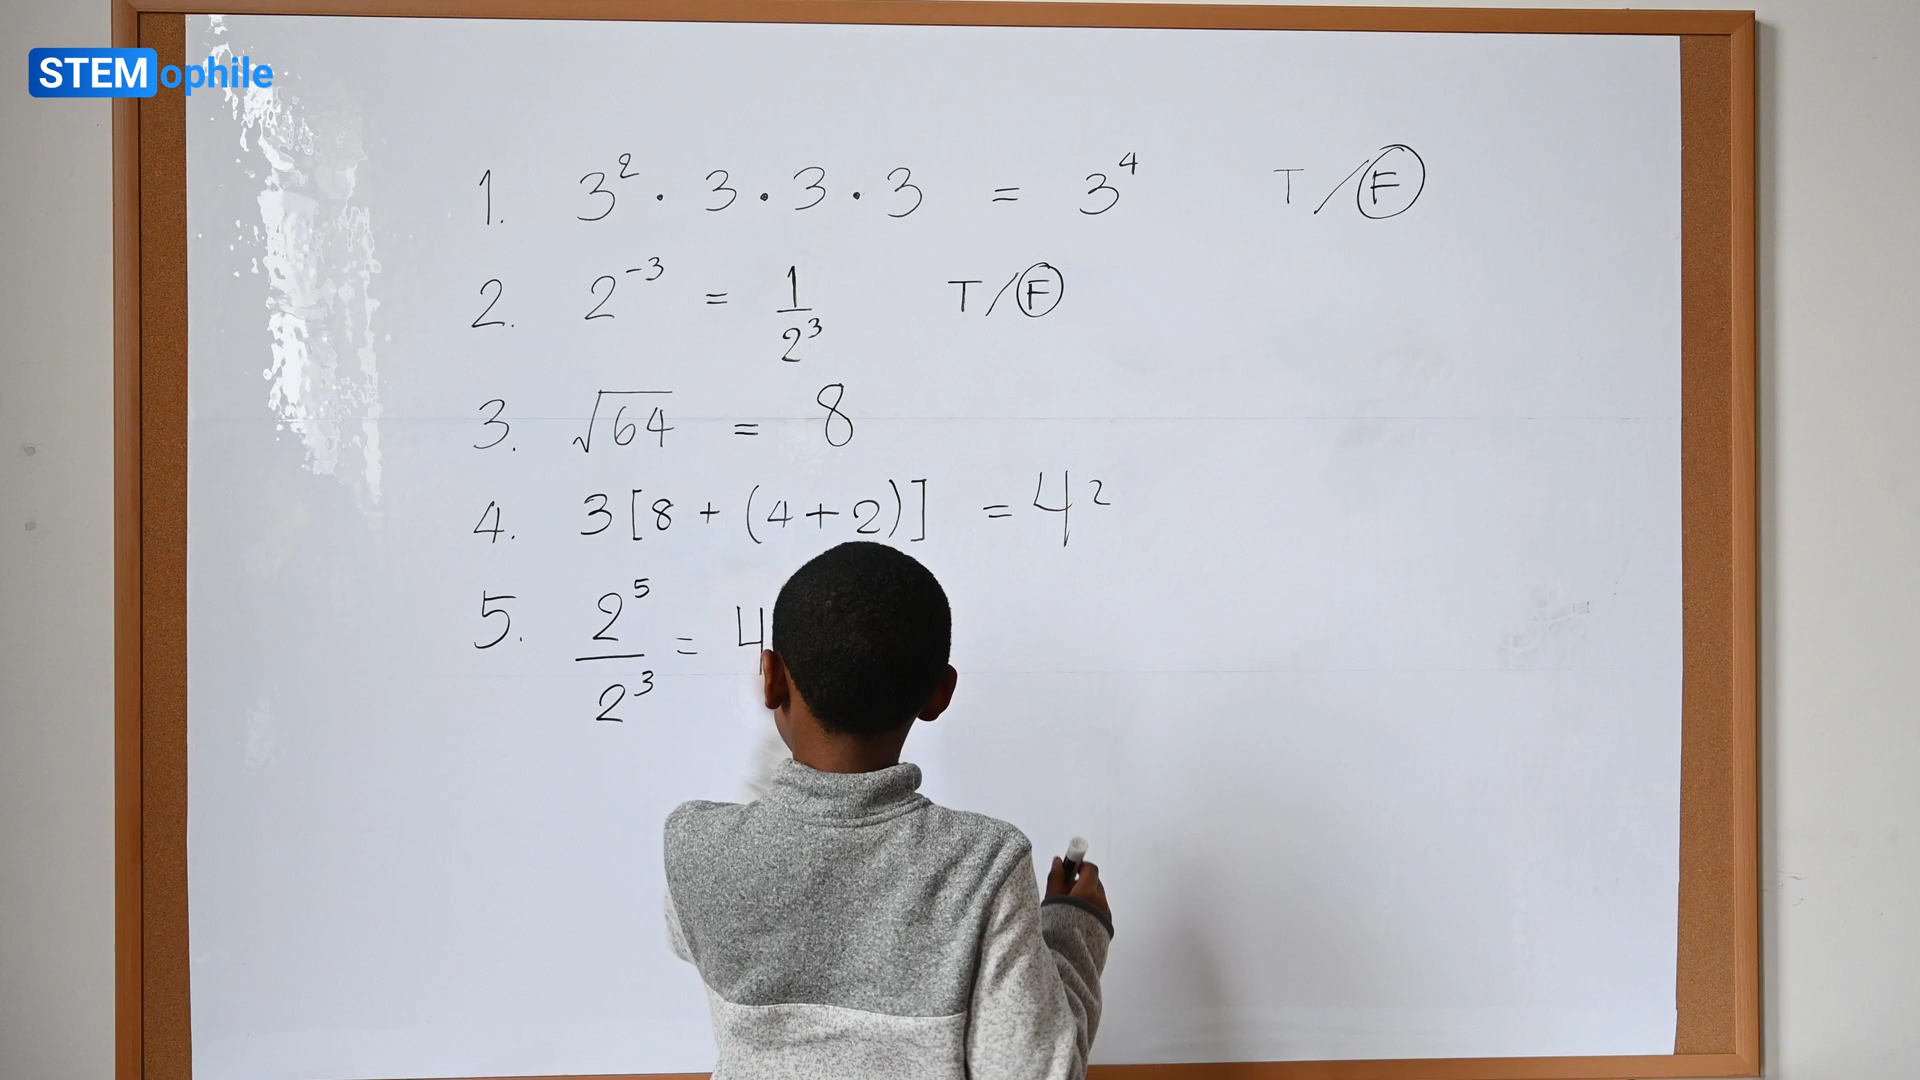 STEMophile
1. 3² · 3 · 3 · 3 = 3⁴ T/F
2. 2⁻³ = 1/2³ T/F
3. √64 = 8
4. 3[8 + (4+2)] = 42
5. 2⁵/2³ = 4